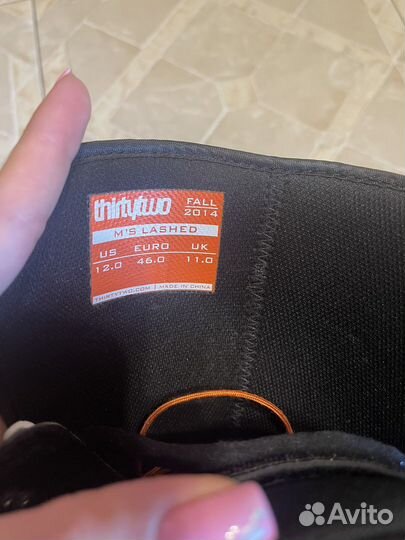 thirtytwo FALL 2014
M'S LASHED
US EURO UK
12.0 46.0 11.0
THIRTYTWO.COM | MADE IN CHINA
Avito